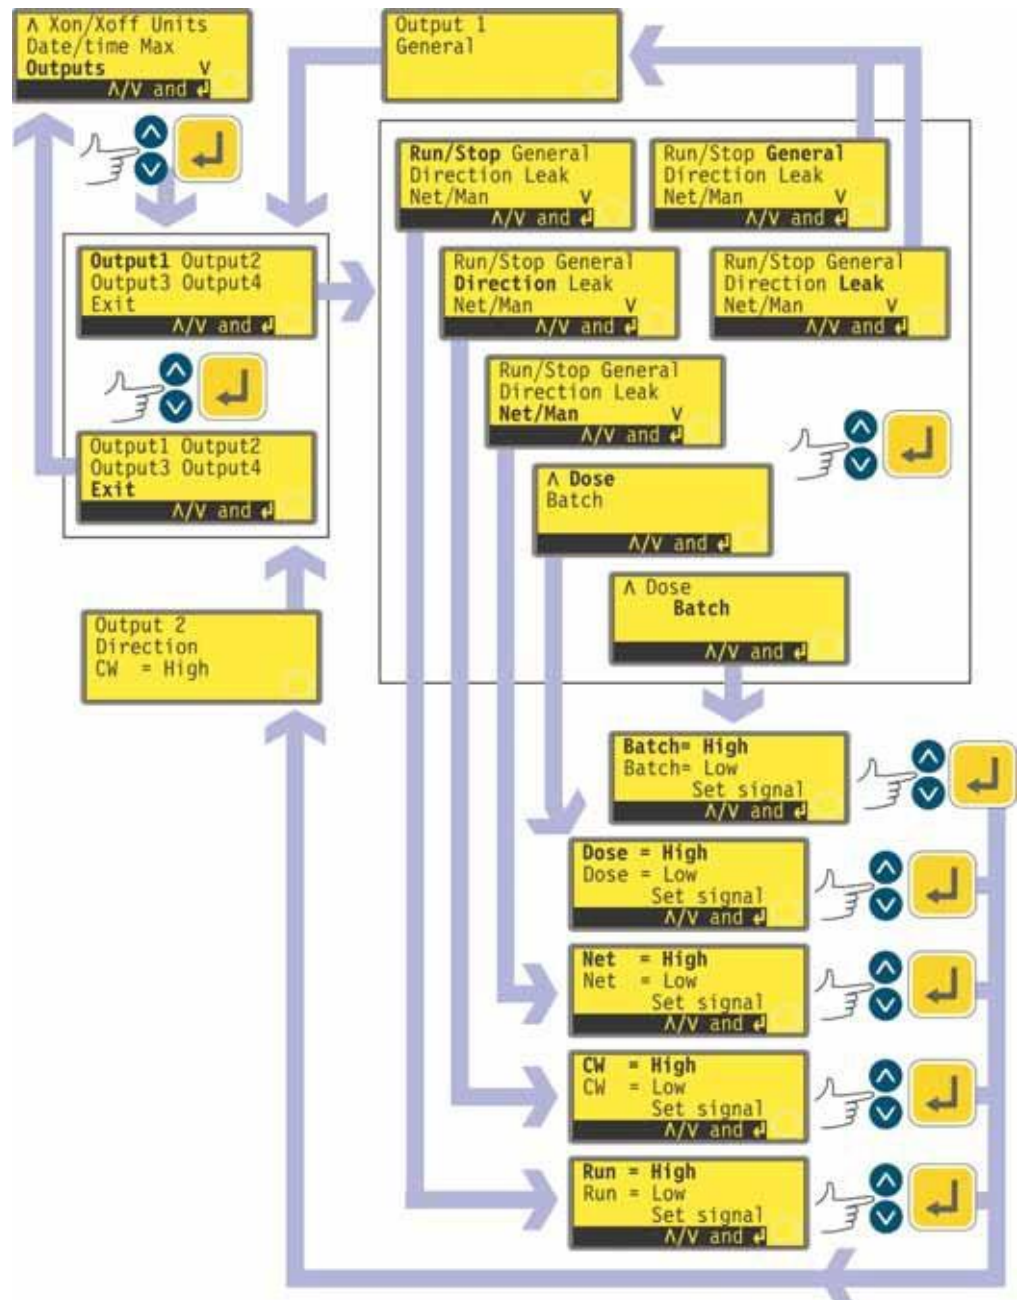 ∧ Xon/Xoff Units
Date/time Max
Outputs ∨
∧/∨ and ↵
Output 1
General
Run/Stop General
Direction Leak
Net/Man ∨
∧/∨ and ↵
Run/Stop General
Direction Leak
Net/Man ∨
∧/∨ and ↵
Output1 Output2
Output3 Output4
Exit
∧/∨ and ↵
Run/Stop General
Direction Leak
Net/Man ∨
∧/∨ and ↵
Run/Stop General
Direction Leak
Net/Man ∨
∧/∨ and ↵
Run/Stop General
Direction Leak
Net/Man ∨
∧/∨ and ↵
Output1 Output2
Output3 Output4
Exit
∧/∨ and ↵
∧ Dose
Batch
∧/∨ and ↵
∧ Dose
Batch
∧/∨ and ↵
Output 2
Direction
CW = High
Batch= High
Batch= Low
Set signal
∧/∨ and ↵
Dose = High
Dose = Low
Set signal
∧/∨ and ↵
Net = High
Net = Low
Set signal
∧/∨ and ↵
CW = High
CW = Low
Set signal
∧/∨ and ↵
Run = High
Run = Low
Set signal
∧/∨ and ↵